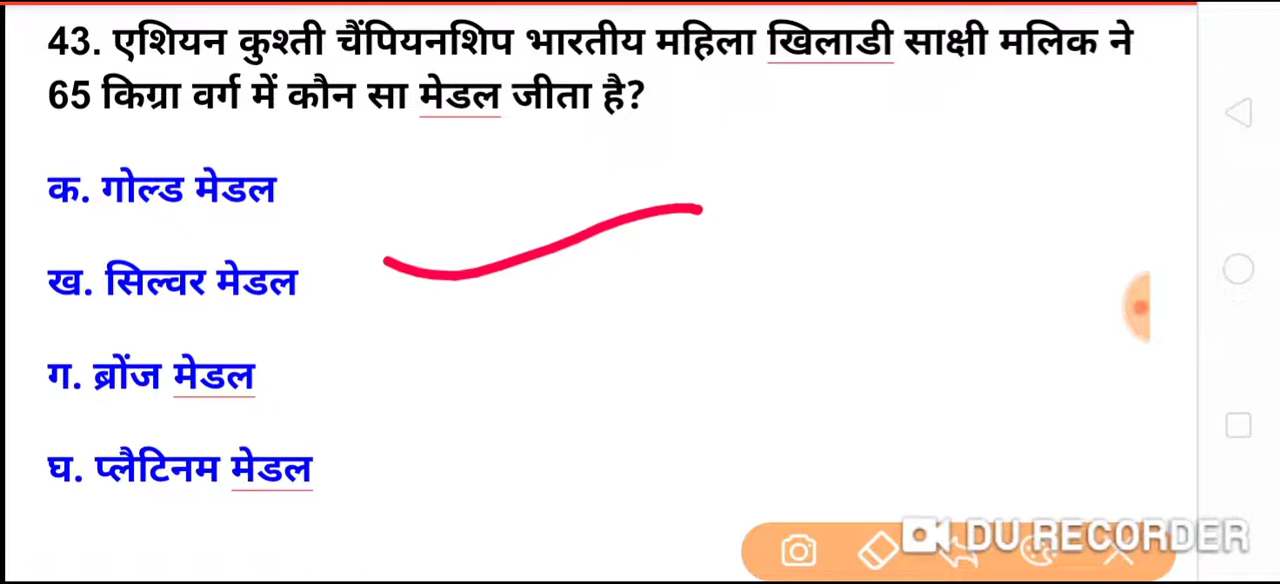 43. एशियन कुश्ती चैंपियनशिप भारतीय महिला खिलाडी साक्षी मलिक ने
65 किग्रा वर्ग में कौन सा मेडल जीता है?
क. गोल्ड मेडल
ख. सिल्वर मेडल
ग. ब्रोंज मेडल
घ. प्लैटिनम मेडल
DU RECORDER